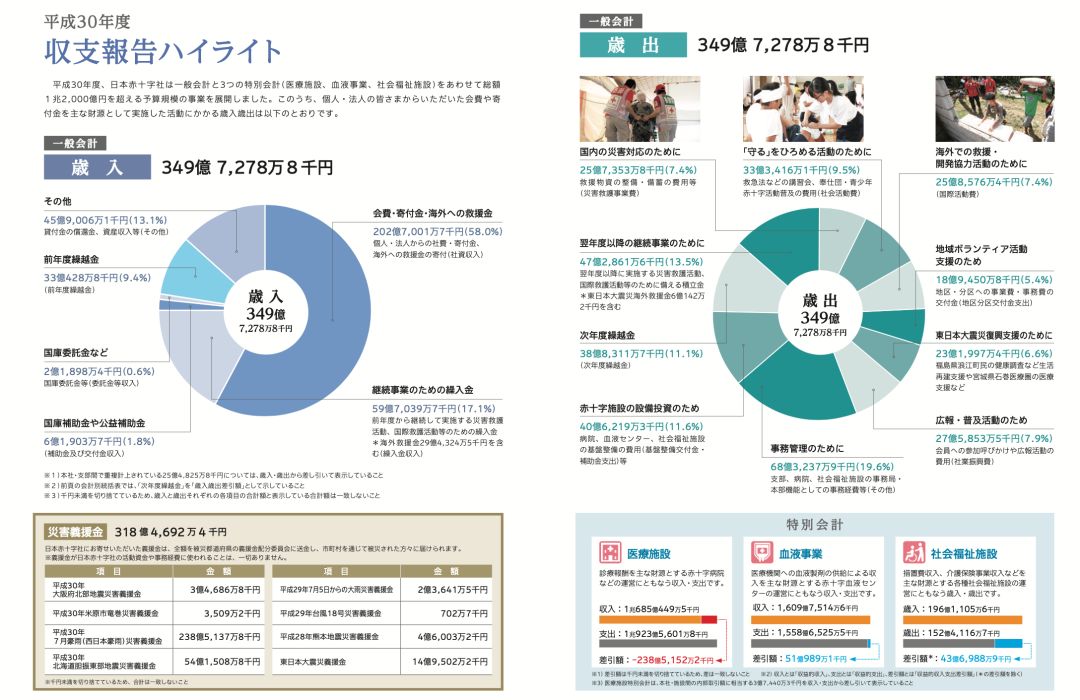 平成30年度
収支報告ハイライト
平成30年度、日本赤十字社は一般会計と3つの特別会計(医療施設、血液事業、社会福祉施設)をあわせて総額
1兆2,000億円を超える予算規模の事業を展開しました。このうち、個人・法人の皆さまからいただいた会費や寄
付金を主な財源として実施した活動にかかる歳入歳出は以下のとおりです。
一般会計
歳 入 349億 7,278万8千円
その他
45億9,006万1千円(13.1%)
貸付金の償還金、資産収入等(その他)
前年度繰越金
33億428万8千円(9.4%)
(前年度繰越金)
国庫委託金など
2億1,898万4千円(0.6%)
国庫委託金等(委託金等収入)
国庫補助金や公益補助金
6億1,903万7千円(1.8%)
(補助金及び交付金収入)
歳 入
349億
7,278万8千円
会費・寄付金・海外への救援金
202億7,001万7千円(58.0%)
個人・法人からの社費・寄付金、
海外への救援金の寄付(社資収入)
継続事業のための繰入金
59億7,039万7千円(17.1%)
前年度から継続して実施する災害救護
活動、国際救護活動等のための繰入金
*海外救援金29億4,324万5千円を含
む(繰入金収入)
※1)本社・支部間で重複計上されている25億4,825万8千円については、歳入・歳出から差し引いて表示していること
※2)前頁の会計別統括表では、「次年度繰越金」を「歳入歳出差引額」として示していること
※3)千円未満を切り捨てているため、歳入と歳出それぞれの各項目の合計額と表示している合計額は一致しないこと
災害義援金 318億4,692万4千円
日本赤十字社にお寄せいただいた義援金は、全額を被災都道府県の義援金配分委員会に送金し、市町村を通じて被災された方々に届けられます。
※義援金が日本赤十字社の活動資金や事務経費に使われることは、一切ありません。
項 目 金 額 項 目 金 額
平成30年
大阪府北部地震災害義援金 3億4,686万8千円 平成29年7月5日からの大雨災害義援金 2億3,641万5千円
平成30年米原市竜巻災害義援金 3,509万2千円 平成29年台風18号災害義援金 702万7千円
平成30年
7月豪雨(西日本豪雨)災害義援金 238億5,137万8千円 平成28年熊本地震災害義援金 4億6,003万2千円
平成30年
北海道胆振東部地震災害義援金 54億1,508万8千円 東日本大震災義援金 14億9,502万2千円
※千円未満を切り捨てているため、合計は一致しないこと
一般会計
歳 出 349億 7,278万8千円
国内の災害対応のために
25億7,353万8千円(7.4%)
救援物資の整備・備蓄の費用等
(災害救護事業費)
「守る」をひろめる活動のために
33億3,416万1千円(9.5%)
救急法などの講習会、奉仕団・青少年
赤十字活動普及の費用(社会活動費)
海外での救援・
開発協力活動のために
25億8,576万4千円(7.4%)
(国際活動費)
翌年度以降の継続事業のために
47億2,861万6千円(13.5%)
翌年度以降に実施する災害救護活動、
国際救護活動等のために備える積立金
*東日本大震災海外救援金6億142万
2千円を含む
次年度繰越金
38億8,311万7千円(11.1%)
(次年度繰越金)
赤十字施設の設備投資のため
40億6,219万3千円(11.6%)
病院、血液センター、社会福祉施設
の基盤整備の費用(基盤整備交付金・
補助金支出)等
歳 出
349億
7,278万8千円
地域ボランティア活動
支援のため
18億9,450万8千円(5.4%)
地区・分区への事業費・事務費の
交付金(地区分区交付金支出)
東日本大震災復興支援のために
23億1,997万4千円(6.6%)
福島県浪江町民の健康調査など生活
再建支援や宮城県石巻医療圏の医療
支援など
広報・普及活動のため
27億5,853万5千円(7.9%)
会員への参加呼びかけや広報活動の
費用(社業振興費)
事務管理のために
68億3,237万9千円(19.6%)
支部、病院、社会福祉施設の事務局・
本部機能としての事務経費等(その他)
特別会計
医療施設
診療報酬を主な財源とする赤十字病院
などの運営にともなう収入・支出です。
収入:1兆685億449万5千円
支出:1兆923億5,601万8千円
差引額:-238億5,152万2千円
血液事業
医療機関への血液製剤の供給による収
入を主な財源とする赤十字血液セン
ターの運営にともなう収入・支出です。
収入:1,609億7,514万6千円
支出:1,558億6,525万5千円
差引額:51億989万1千円
社会福祉施設
措置費収入、介護保険事業収入などを
主な財源とする各種社会福祉施設の運
営にともなう歳入・歳出です。
歳入:196億1,105万6千円
歳出:152億4,116万7千円
差引額*:43億6,988万9千円
※1)差引額は千円未満を切り捨てているため、差は一致しないこと ※2)収入とは「収益的収入」、支出とは「収益的支出」、差引額とは「収益的収入支出差引額」(*の差引額を除く)
※3)医療施設特別会計は、本社・施設間の内部取引額に相当する3億7,440万3千円を収入・支出から差し引いて表示していること